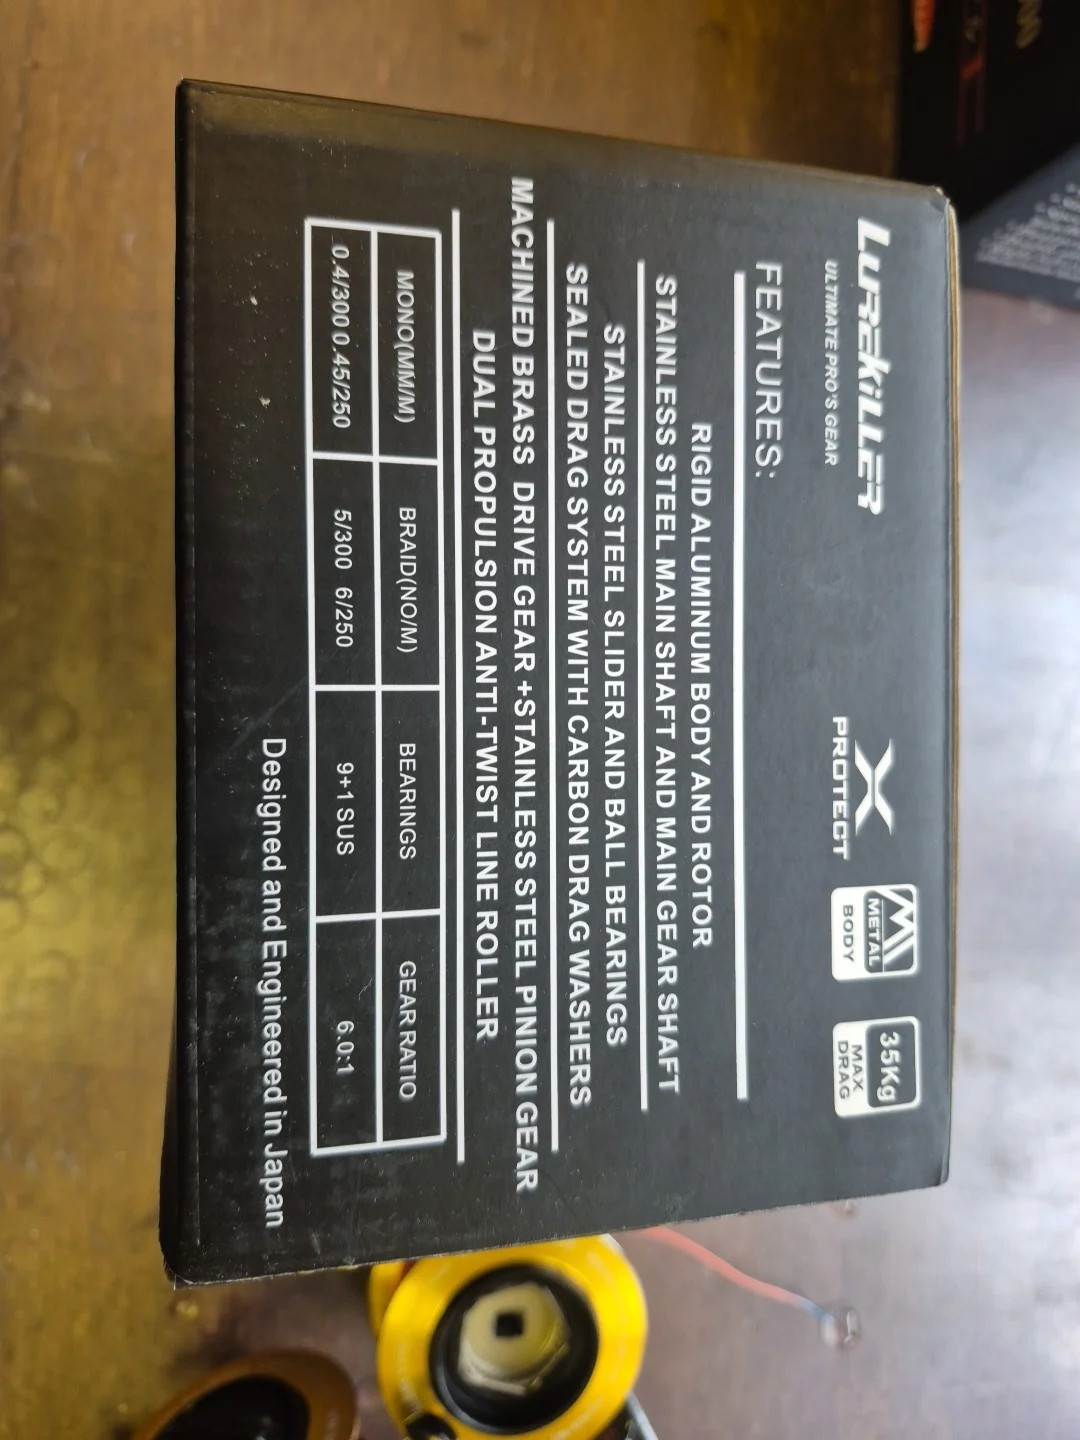 LUREKILLER
ULTIMATE PRO'S GEAR
X
PROTECT
METAL
BODY
35Kg
MAX
DRAG
FEATURES:
RIGID ALUMINUM BODY AND ROTOR
STAINLESS STEEL MAIN SHAFT AND MAIN GEAR SHAFT
STAINLESS STEEL SLIDER AND BALL BEARINGS
SEALED DRAG SYSTEM WITH CARBON DRAG WASHERS
MACHINED BRASS DRIVE GEAR +STAINLESS STEEL PINION GEAR
DUAL PROPULSION ANTI-TWIST LINE ROLLER
MONO(MM/M) BRAID(NO/M) BEARINGS GEAR RATIO
0.4/300 0.45/250 5/300 6/250 9+1 SUS 6.0:1
Designed and Engineered in Japan